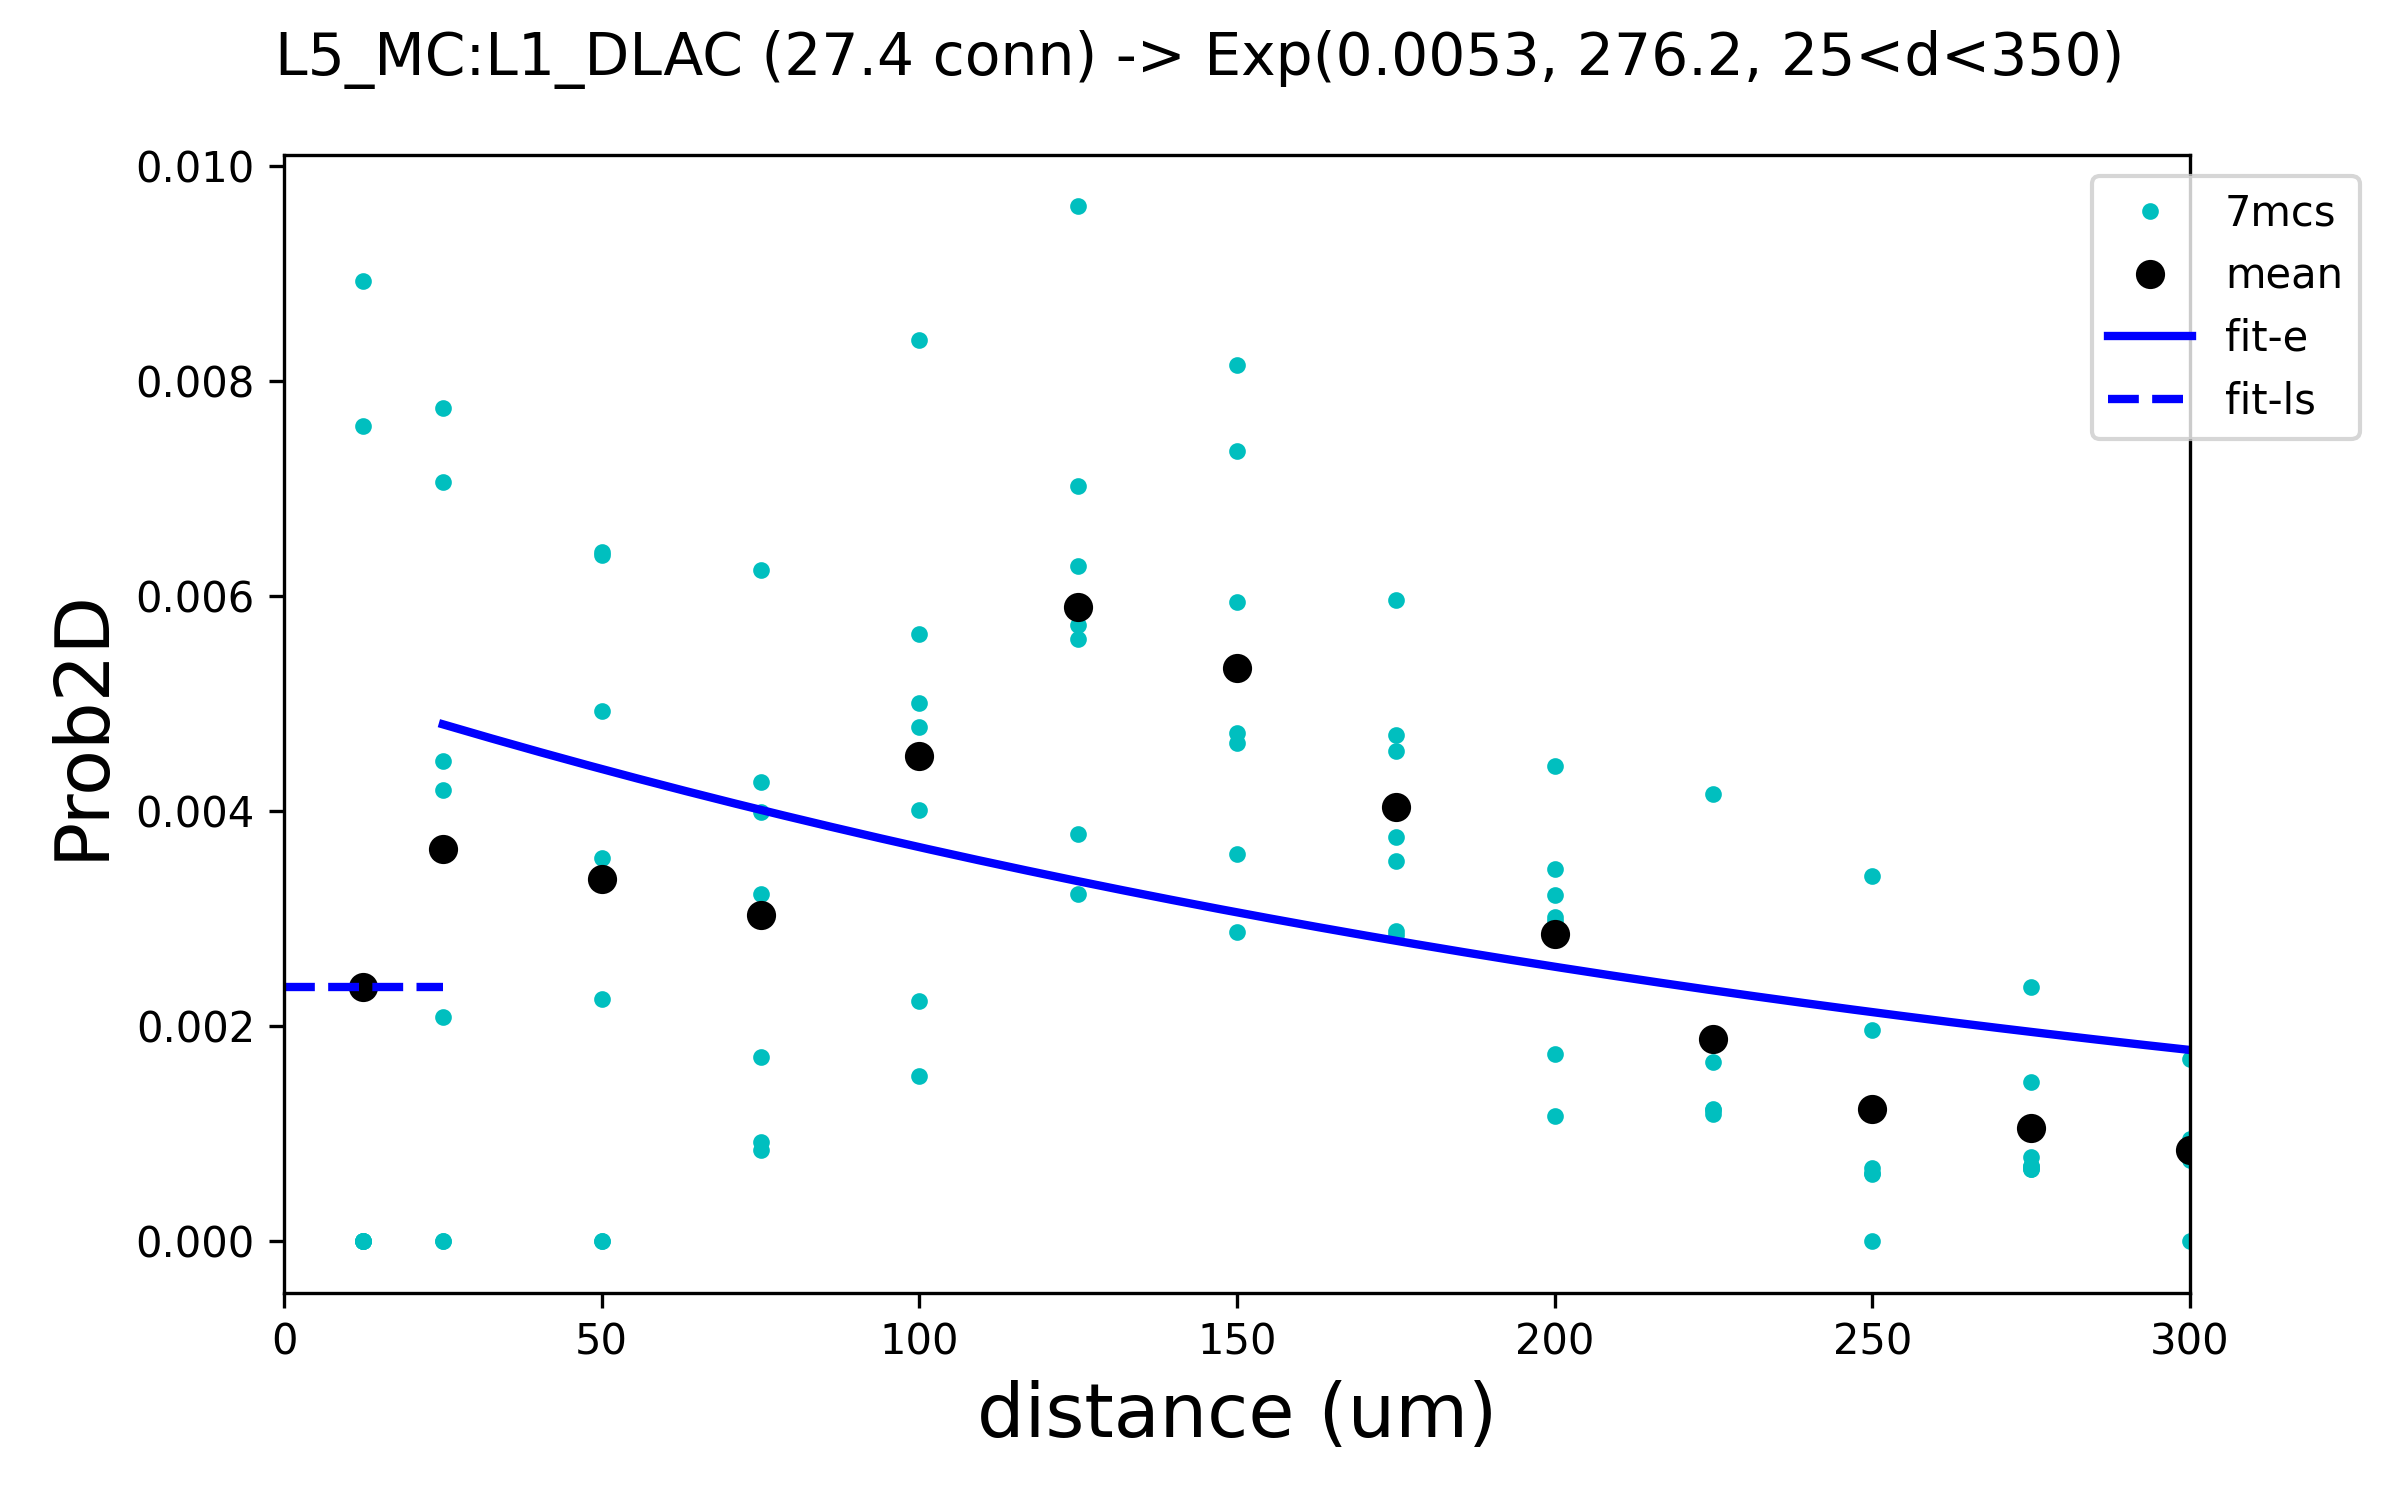 L5_MC:L1_DLAC (27.4 conn) -> Exp(0.0053, 276.2, 25<d<350)
0.010
0.008
0.006
0.004
0.002
0.000
Prob2D
7mcs
mean
fit-e
fit-ls
0 50 100 150 200 250 300
distance (um)